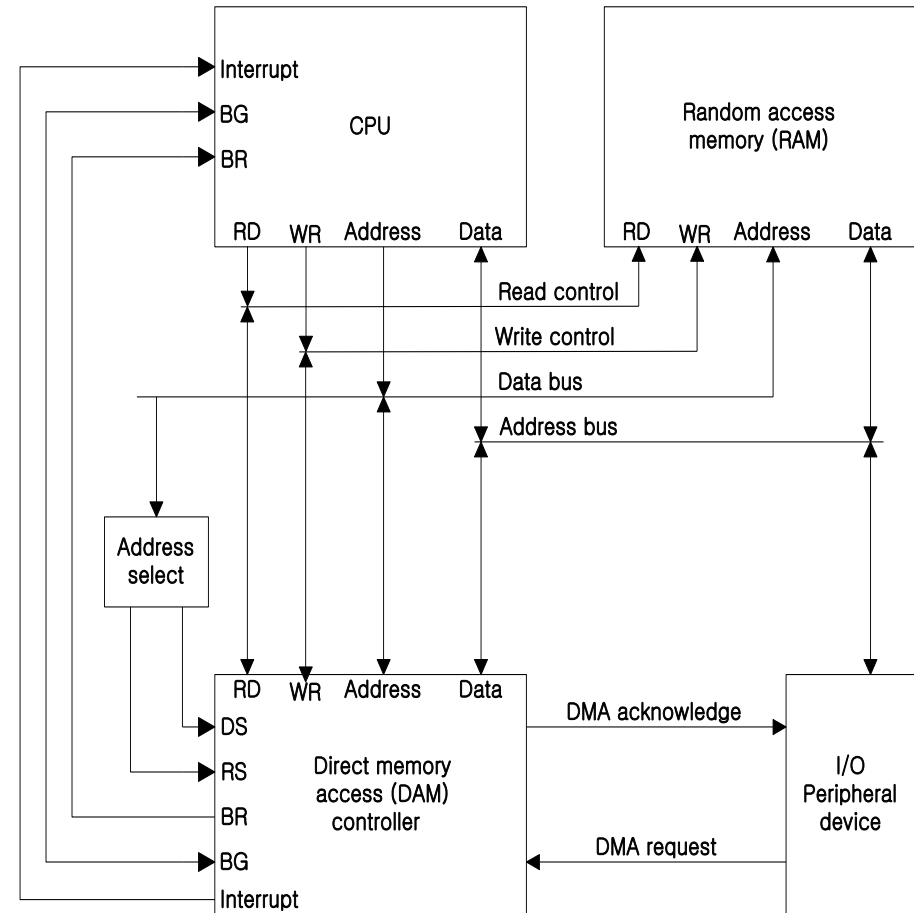 Interrupt
BG
BR
CPU
RD WR Address Data
Random access
memory (RAM)
RD WR Address Data
Read control
Write control
Data bus
Address bus
Address
select
RD WR Address Data
DS
RS
BR
BG
Interrupt
Direct memory
access (DAM)
controller
DMA acknowledge
DMA request
I/O
Peripheral
device